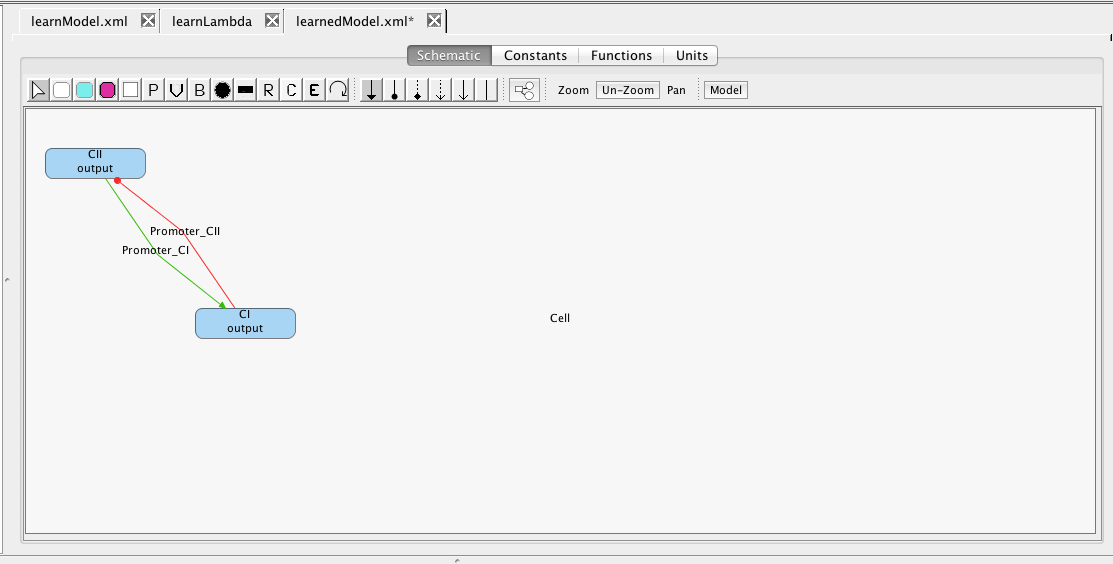 learnModel.xml learnLambda learnedModel.xml*
Schematic Constants Functions Units
P V B R C E Zoom Un-Zoom Pan Model
CII
output
Promoter_CII
Promoter_CI
CI
output
Cell